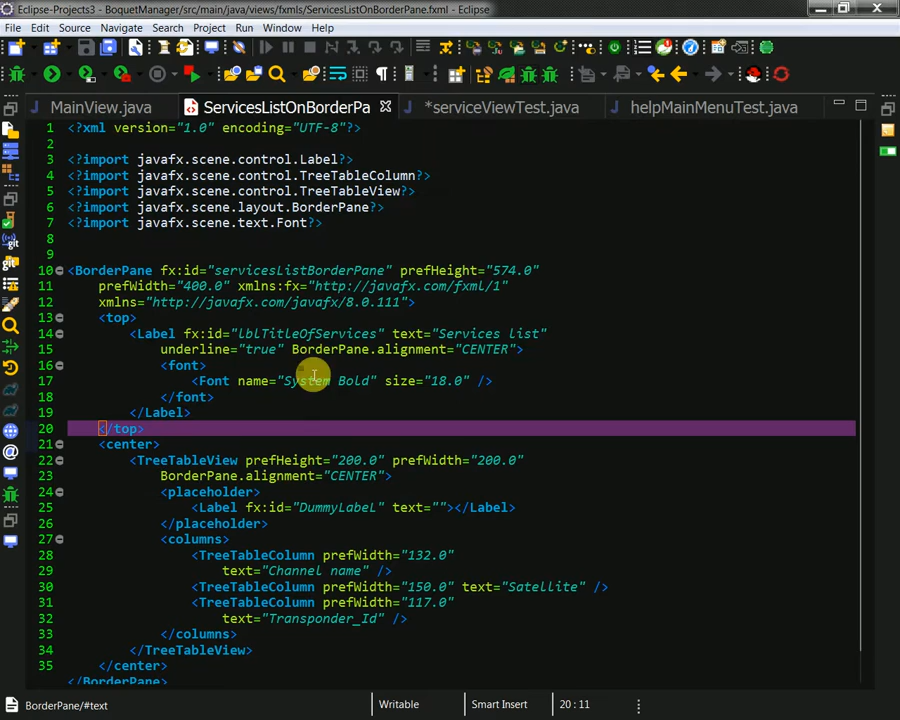 Eclipse-Projects3 - BoquetManager/src/main/java/views/fxmls/ServicesListOnBorderPane.fxml - Eclipse
File Edit Source Navigate Search Project Run Window Help
MainView.java ServicesListOnBorderPa *serviceViewTest.java helpMainMenuTest.java
1 <?xml version="1.0" encoding="UTF-8"?>
2
3 <?import javafx.scene.control.Label?>
4 <?import javafx.scene.control.TreeTableColumn?>
5 <?import javafx.scene.control.TreeTableView?>
6 <?import javafx.scene.layout.BorderPane?>
7 <?import javafx.scene.text.Font?>
8
9
10 <BorderPane fx:id="servicesListBorderPane" prefHeight="574.0"
11 prefWidth="400.0" xmlns:fx="http://javafx.com/fxml/1"
12 xmlns="http://javafx.com/javafx/8.0.111">
13 <top>
14 <Label fx:id="lblTitleOfServices" text="Services list"
15 underline="true" BorderPane.alignment="CENTER">
16 <font>
17 <Font name="System Bold" size="18.0" />
18 </font>
19 </Label>
20 </top>
21 <center>
22 <TreeTableView prefHeight="200.0" prefWidth="200.0"
23 BorderPane.alignment="CENTER">
24 <placeholder>
25 <Label fx:id="DummyLabeL" text=""></Label>
26 </placeholder>
27 <columns>
28 <TreeTableColumn prefWidth="132.0"
29 text="Channel name" />
30 <TreeTableColumn prefWidth="150.0" text="Satellite" />
31 <TreeTableColumn prefWidth="117.0"
32 text="Transponder_Id" />
33 </columns>
34 </TreeTableView>
35 </center>
</BorderPane>
BorderPane/#text Writable Smart Insert 20 : 11